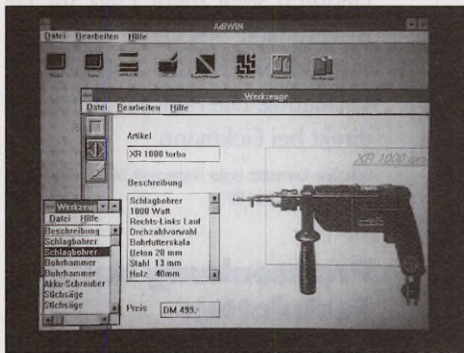 AdiWIN
Datei Bearbeiten Hilfe
Werkzeuge
Datei Bearbeiten Hilfe
Artikel
XR 1000 turbo
XR 1000 turbo
Beschreibung
Schlagbohrer
1000 Watt
Rechts-Links Lauf
Drehzahlvorwahl
Bohrfutterskala
Beton 20 mm
Stahl 13 mm
Holz 40mm
Preis DM 499,-
Werkzeug
Datei Hilfe
Beschreibung
Schlagbohrer
Schlagbohrer
Bohrhammer
Bohrhammer
Akku-Schrauber
Stichsäge
Stichsäge